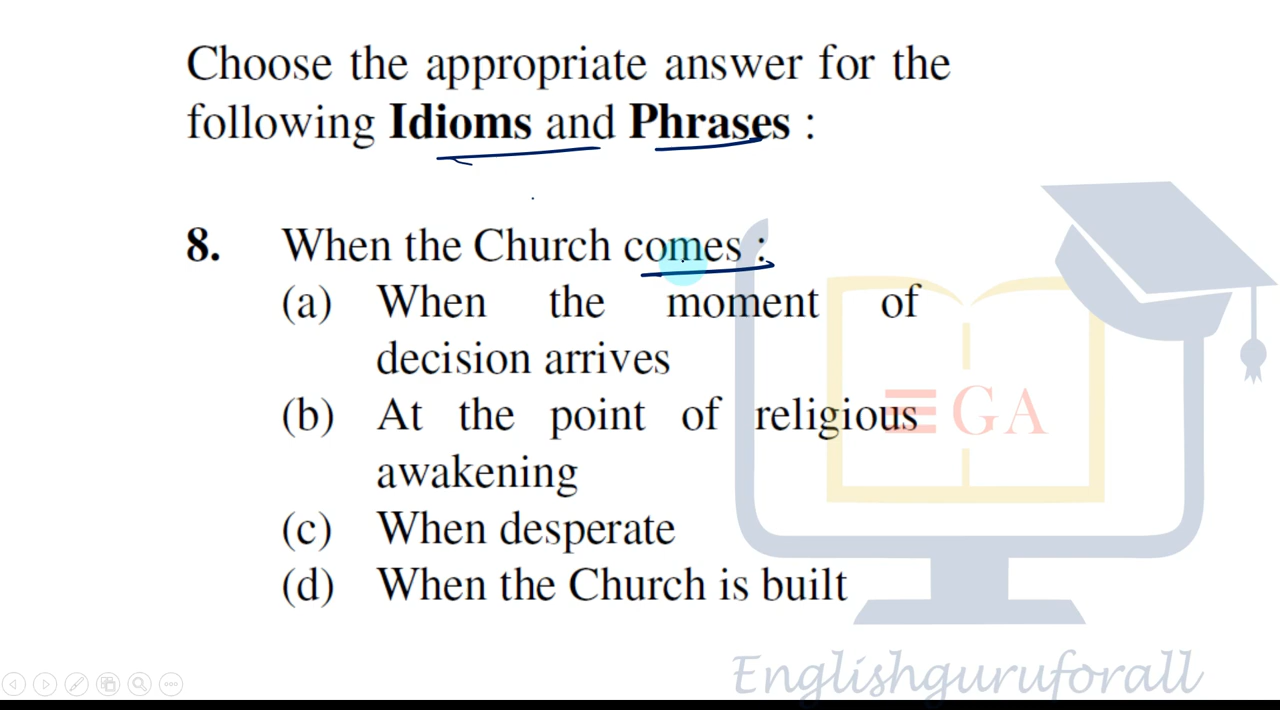 Choose the appropriate answer for the
following Idioms and Phrases :
8. When the Church comes :
(a) When the moment of
decision arrives
(b) At the point of religious
awakening
(c) When desperate
(d) When the Church is built
GA
Englishguruforall